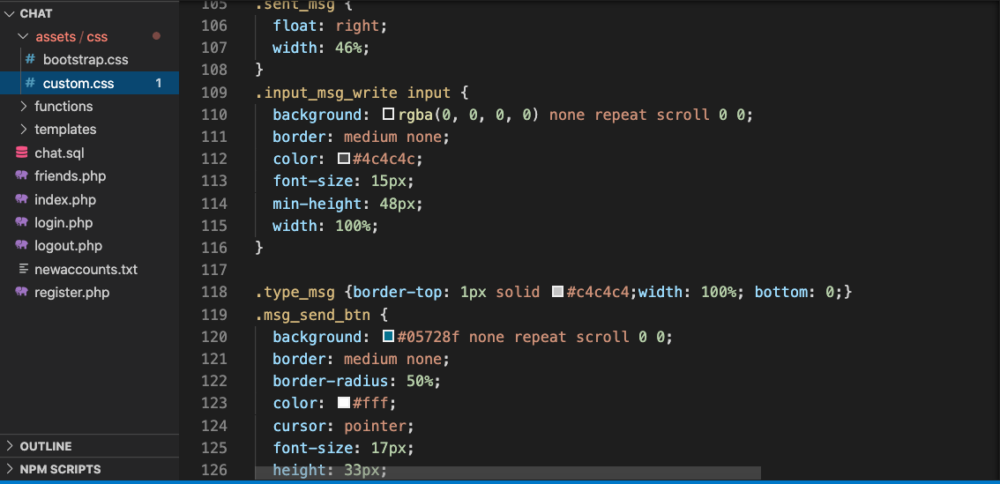 CHAT
assets / css
# bootstrap.css
# custom.css 1
functions
templates
chat.sql
friends.php
index.php
login.php
logout.php
newaccounts.txt
register.php
OUTLINE
NPM SCRIPTS
105 .sent_msg {
106 float: right;
107 width: 46%;
108 }
109 .input_msg_write input {
110 background: rgba(0, 0, 0, 0) none repeat scroll 0 0;
111 border: medium none;
112 color: #4c4c4c;
113 font-size: 15px;
114 min-height: 48px;
115 width: 100%;
116 }
117
118 .type_msg {border-top: 1px solid #c4c4c4;width: 100%; bottom: 0;}
119 .msg_send_btn {
120 background: #05728f none repeat scroll 0 0;
121 border: medium none;
122 border-radius: 50%;
123 color: #fff;
124 cursor: pointer;
125 font-size: 17px;
126 height: 33px;